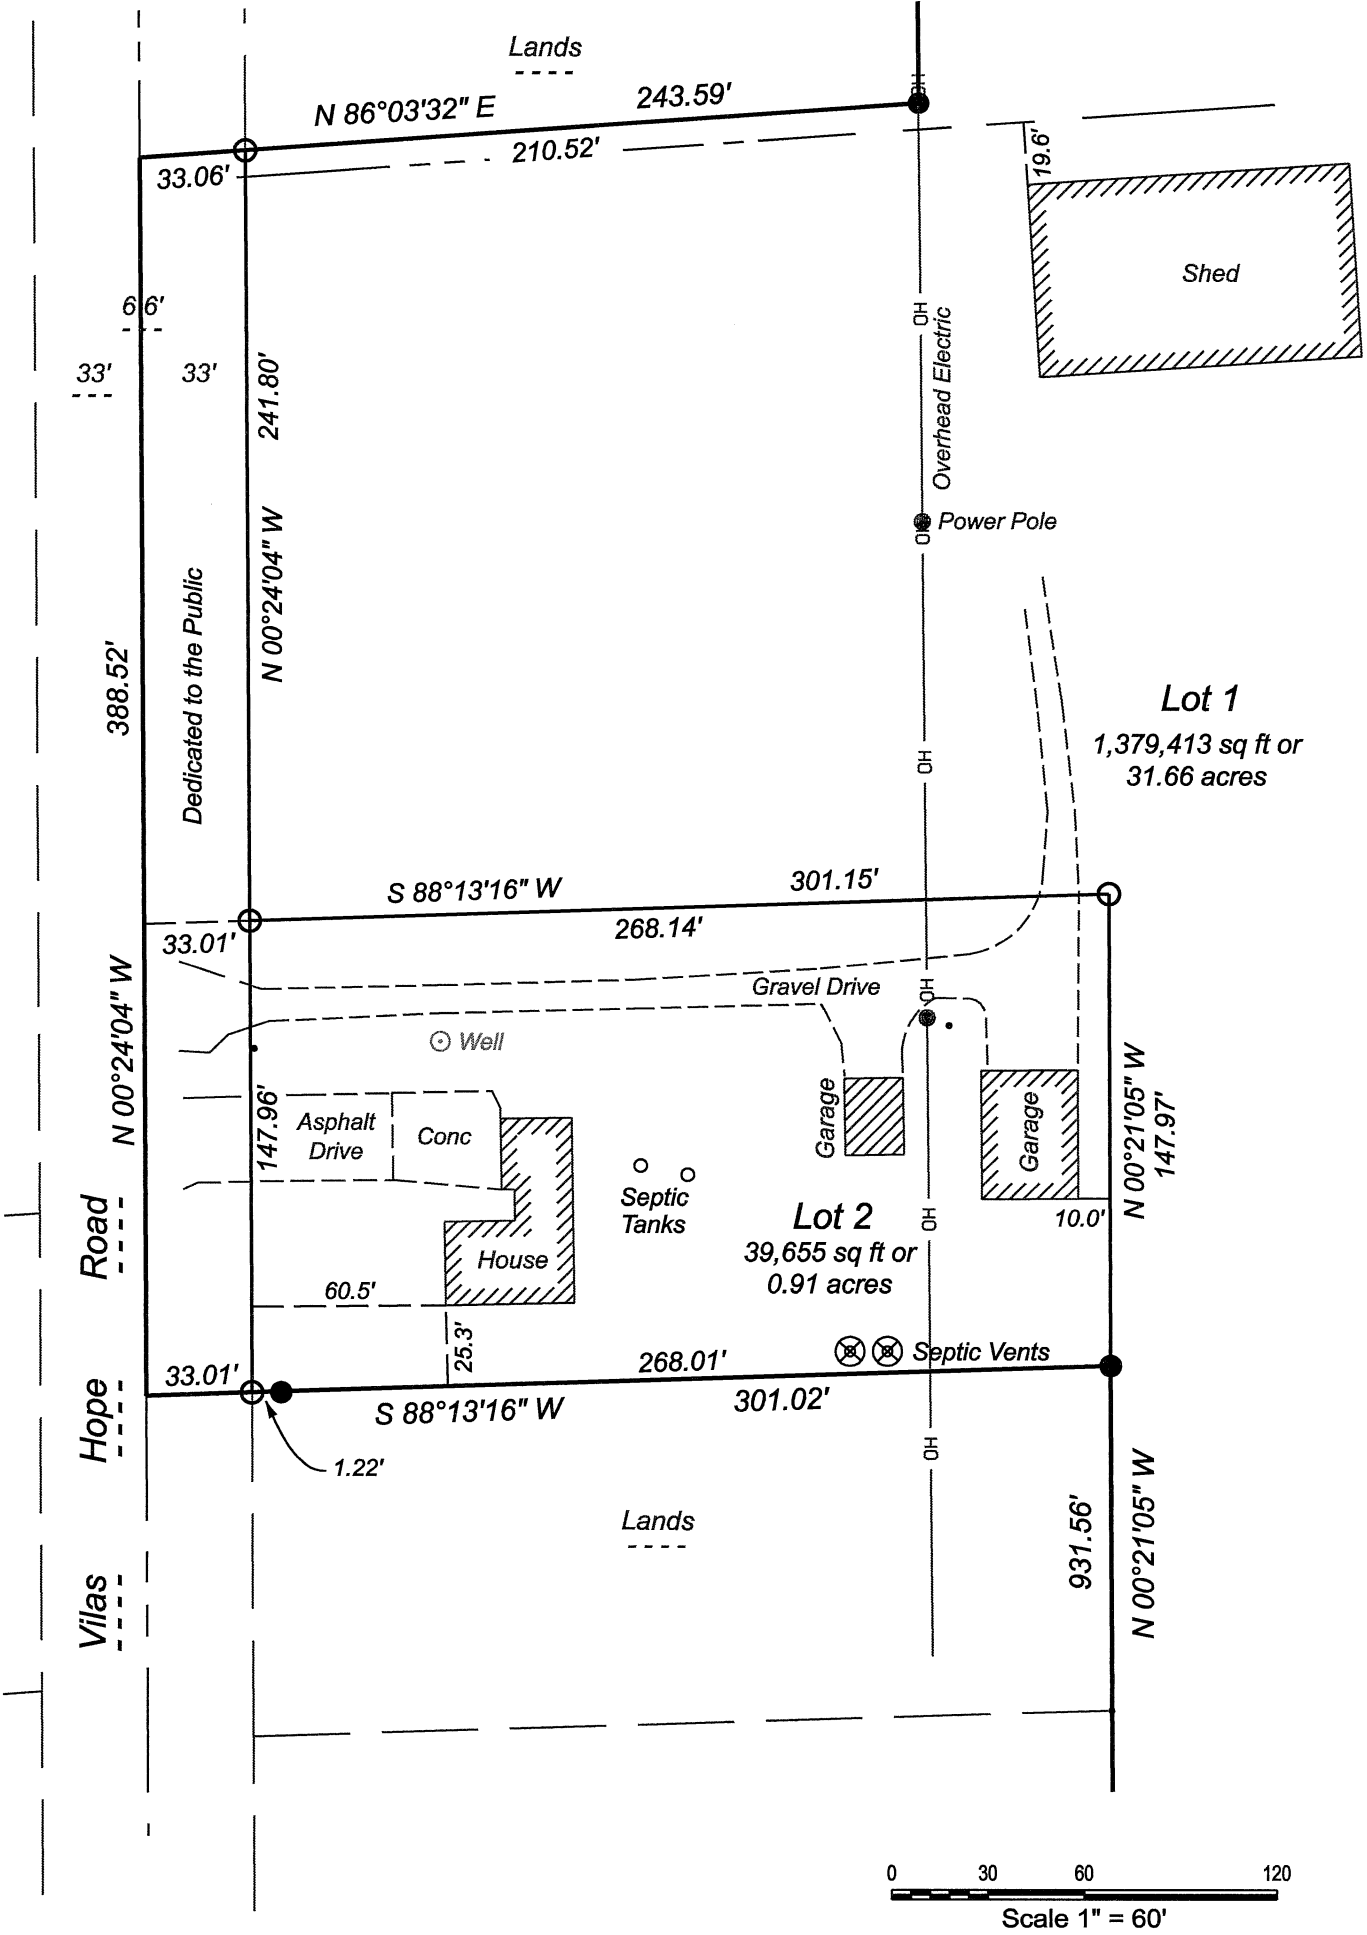 Lands
N 86°03'32" E
243.59'
210.52'
33.06'
19.6'
Shed
66'
33'
33'
241.80'
N 00°24'04" W
OH
OH
Overhead Electric
Power Pole
OH
Dedicated to the Public
388.52'
Lot 1
1,379,413 sq ft or
31.66 acres
OH
S 88°13'16" W
301.15'
268.14'
33.01'
Gravel Drive
OH
Well
N 00°24'04" W
147.96'
Asphalt
Drive
Conc
Garage
Garage
N 00°21'05" W
147.97'
Septic
Tanks
Lot 2
39,655 sq ft or
0.91 acres
OH
10.0'
House
60.5'
25.3'
Septic Vents
33.01'
268.01'
S 88°13'16" W
301.02'
OH
1.22'
Lands
931.56'
N 00°21'05" W
Vilas Hope Road
0 30 60 120
Scale 1" = 60'